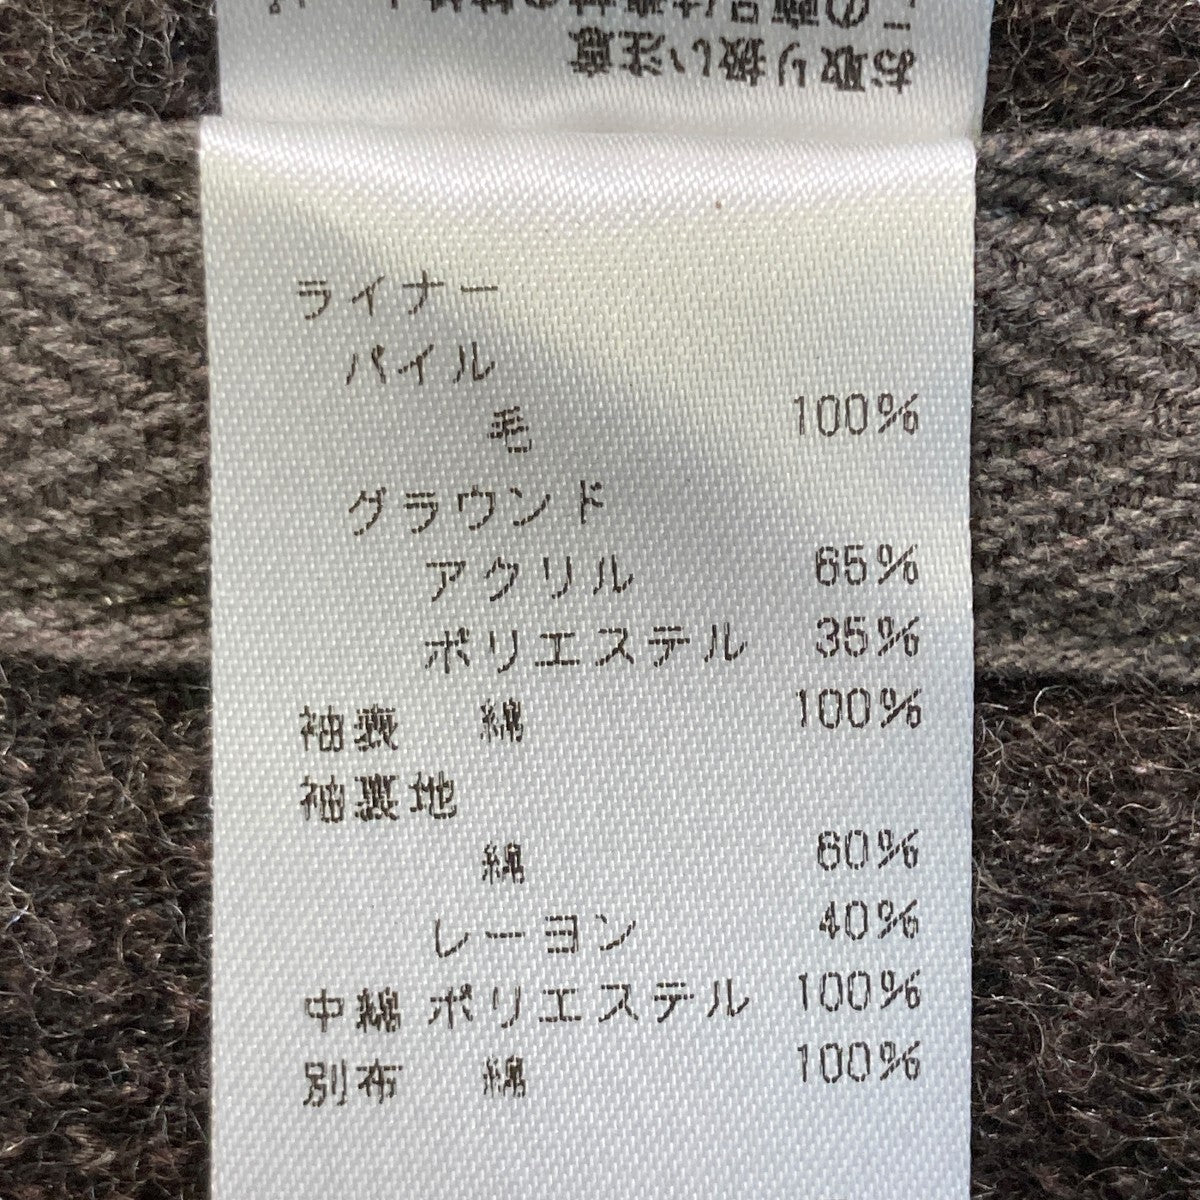 お取り扱い注意
ライナー
パイル
毛 100%
グラウンド
アクリル 65%
ポリエステル 35%
袖裏 綿 100%
袖裏地
綿 60%
レーヨン 40%
中綿 ポリエステル 100%
別布 綿 100%